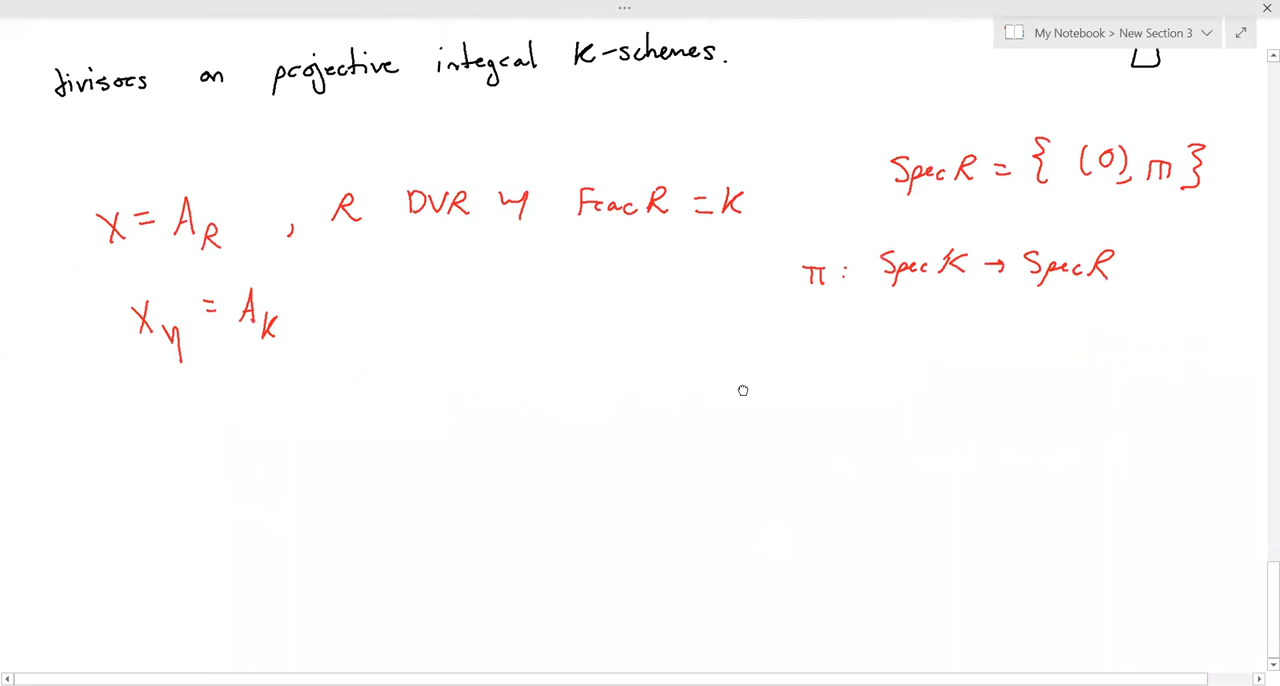 My Notebook > New Section 3
divisors on projective integral K-schemes. □
Spec R = { (0), m }
X = A_R , R DVR w/ Frac R = K
π : Spec K → Spec R
X_η = A_K